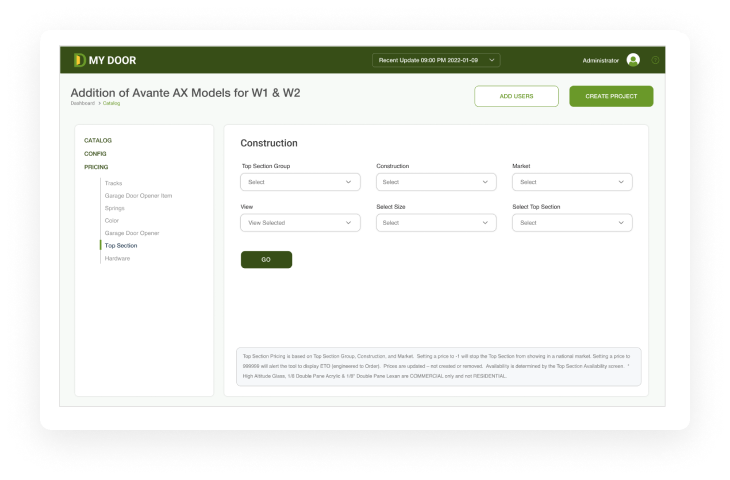 MY DOOR
Recent Update 09:00 PM 2022-01-09
Administrator
Addition of Avante AX Models for W1 & W2
Dashboard > Catalog
ADD USERS
CREATE PROJECT
CATALOG
CONFIG
PRICING
Tracks
Garage Door Opener Item
Springs
Color
Garage Door Opener
Top Section
Hardware
Construction
Top Section Group
Construction
Market
Select
Select
Select
View
Select Size
Select Top Section
View Selected
Select
Select
GO
Top Section Pricing is based on Top Section Group, Construction, and Market. Setting a price to -1 will stop the Top Section from showing in a national market. Setting a price to
999999 will alert the tool to display ETO (engineered to Order). Prices are updated – not created or removed. Availability is determined by the Top Section Availability screen. *
High Altitude Glass, 1/8 Double Pane Acrylic & 1/8" Double Pane Lexan are COMMERCIAL only and not RESIDENTIAL.